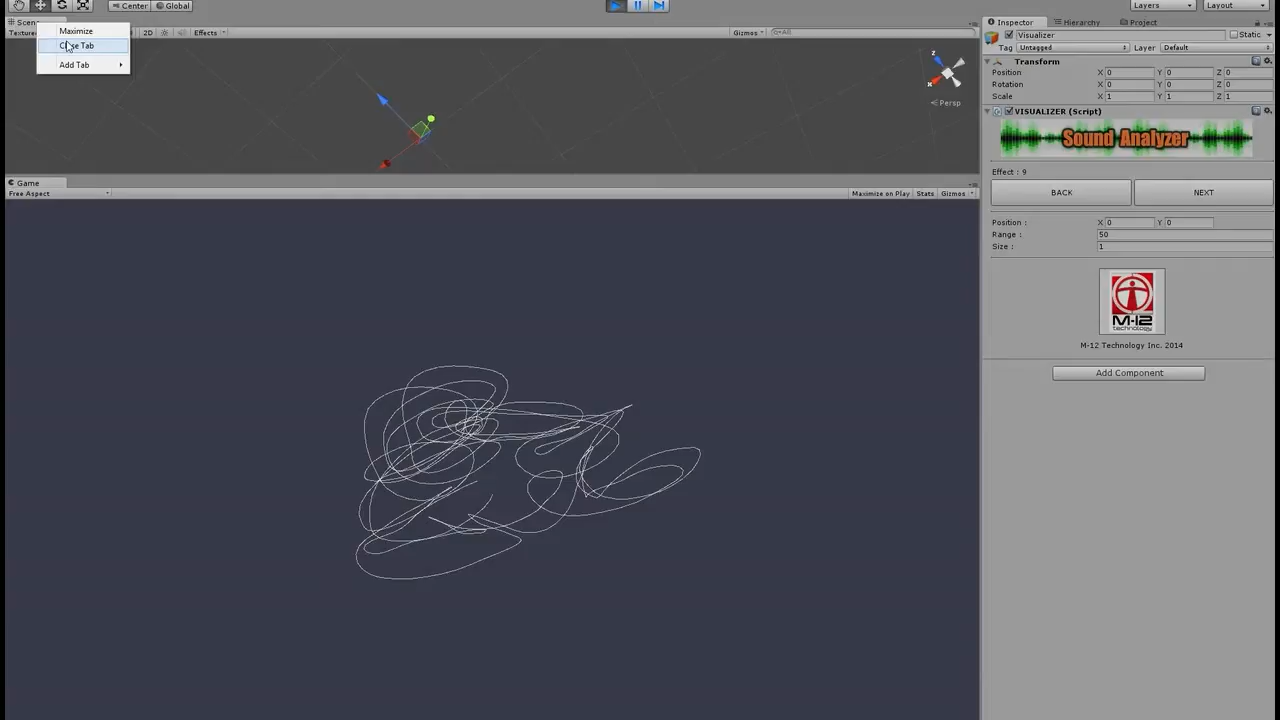 Center Global Layers Layout
Scene
Maximize
Close Tab
Add Tab
Texture 2D Effects Gizmos All
Persp
z
x
Game
Free Aspect Maximize on Play Stats Gizmos
Inspector Hierarchy Project
Visualizer Static
Tag Untagged Layer Default
Transform
Position X 0 Y 0 Z 0
Rotation X 0 Y 0 Z 0
Scale X 1 Y 1 Z 1
VISUALIZER (Script)
Sound Analyzer
Effect : 9
BACK NEXT
Position : X 0 Y 0
Range : 50
Size : 1
M-12
technology
M-12 Technology Inc. 2014
Add Component